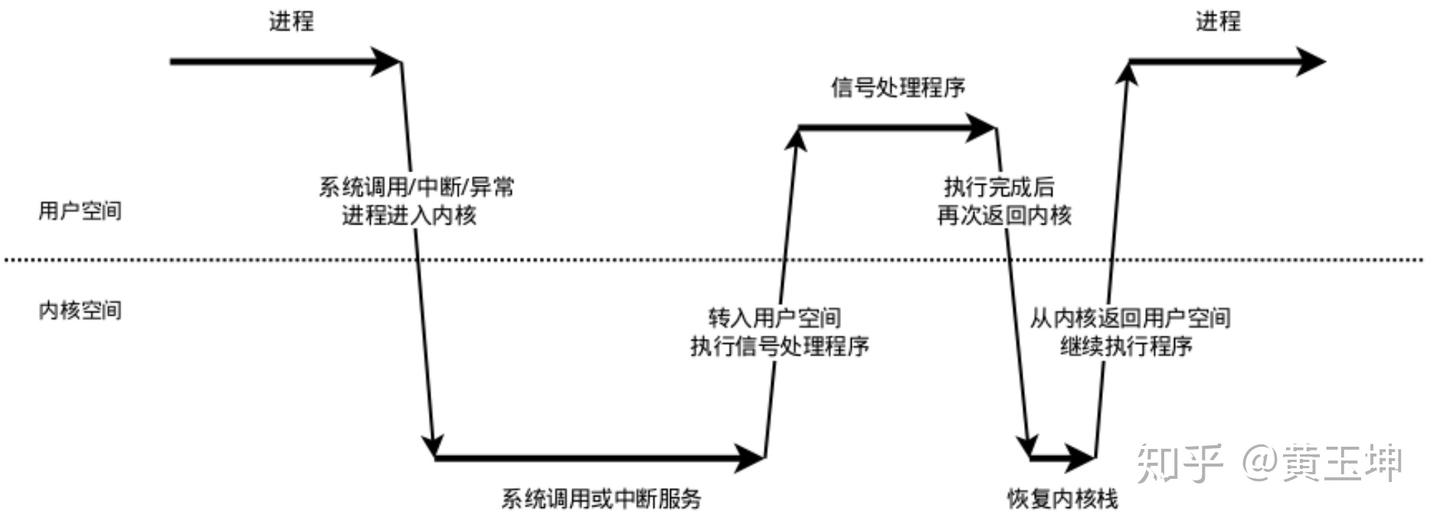 进程
进程
信号处理程序
系统调用/中断/异常
进程进入内核
执行完成后
再次返回内核
用户空间
内核空间
转入用户空间
执行信号处理程序
从内核返回用户空间
继续执行程序
系统调用或中断服务
恢复内核栈
知乎 @黄玉坤